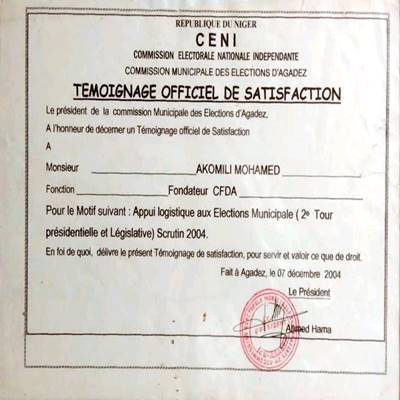 REPUBLIQUE DU NIGER
CENI
COMMISSION ELECTORALE NATIONALE INDEPENDANTE
COMMISSION MUNICIPALE DES ELECTIONS D'AGADEZ
TEMOIGNAGE OFFICIEL DE SATISFACTION
Le président de la commission Municipale des Elections d'Agadez,
A l'honneur de décerner un Témoignage officiel de Satisfaction
A
Monsieur AKOMILI MOHAMED
Fonction Fondateur CFDA
Pour le Motif suivant : Appui logistique aux Elections Municipale ( 2e Tour
présidentielle et Législative) Scrutin 2004.
En foi de quoi, délivre le présent Témoignage de satisfaction, pour servir et valoir ce que de droit.
Fait à Agadez, le 07 décembre 2004
Le Président
Ahmed Hama